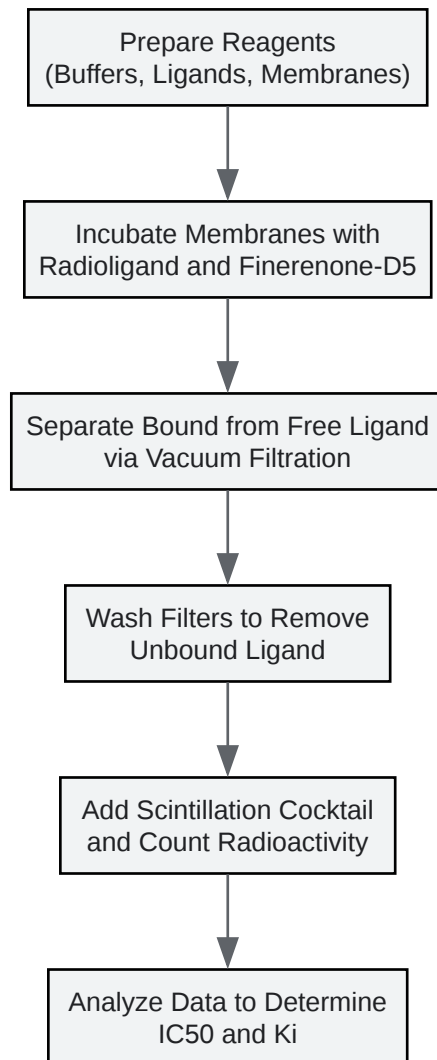 Prepare Reagents
(Buffers, Ligands, Membranes)
Incubate Membranes with
Radioligand and Finerenone-D5
Separate Bound from Free Ligand
via Vacuum Filtration
Wash Filters to Remove
Unbound Ligand
Add Scintillation Cocktail
and Count Radioactivity
Analyze Data to Determine
IC50 and Ki